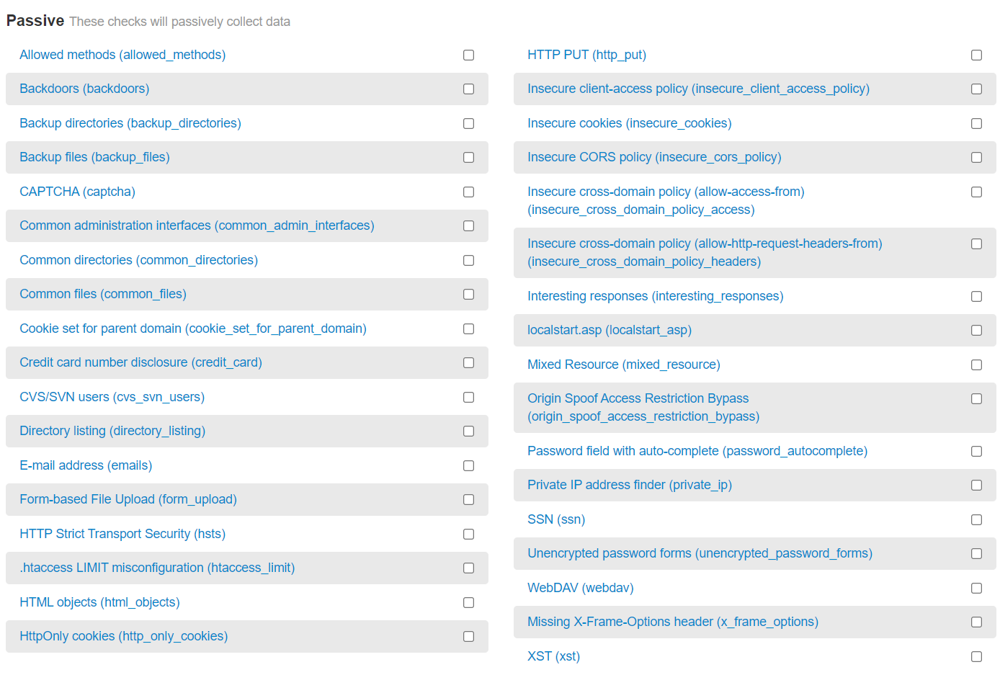 Passive These checks will passively collect data
Allowed methods (allowed_methods)
Backdoors (backdoors)
Backup directories (backup_directories)
Backup files (backup_files)
CAPTCHA (captcha)
Common administration interfaces (common_admin_interfaces)
Common directories (common_directories)
Common files (common_files)
Cookie set for parent domain (cookie_set_for_parent_domain)
Credit card number disclosure (credit_card)
CVS/SVN users (cvs_svn_users)
Directory listing (directory_listing)
E-mail address (emails)
Form-based File Upload (form_upload)
HTTP Strict Transport Security (hsts)
.htaccess LIMIT misconfiguration (htaccess_limit)
HTML objects (html_objects)
HttpOnly cookies (http_only_cookies)
HTTP PUT (http_put)
Insecure client-access policy (insecure_client_access_policy)
Insecure cookies (insecure_cookies)
Insecure CORS policy (insecure_cors_policy)
Insecure cross-domain policy (allow-access-from)
(insecure_cross_domain_policy_access)
Insecure cross-domain policy (allow-http-request-headers-from)
(insecure_cross_domain_policy_headers)
Interesting responses (interesting_responses)
localstart.asp (localstart_asp)
Mixed Resource (mixed_resource)
Origin Spoof Access Restriction Bypass
(origin_spoof_access_restriction_bypass)
Password field with auto-complete (password_autocomplete)
Private IP address finder (private_ip)
SSN (ssn)
Unencrypted password forms (unencrypted_password_forms)
WebDAV (webdav)
Missing X-Frame-Options header (x_frame_options)
XST (xst)